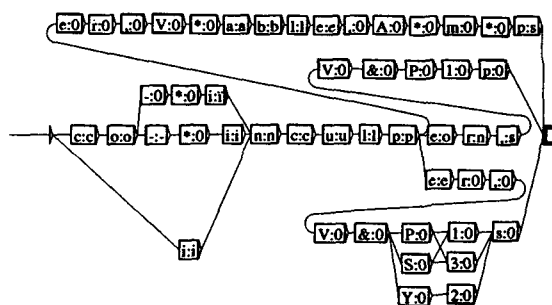 e:0 r:0 ,:0 V:0 *:0 a:a b:b l:l e:e ,:0 A:0 *:0 m:0 *:0 p:s
V:0 &:0 P:0 1:0 p:0
-:0 *:0 i:ï
c:c o:o -:- *:0 i:i n:n c:c u:u l:l p:p e:o r:n ,:s
e:e r:0 ,:0
i:i
V:0 &:0 P:0 1:0 s:0
S:0 3:0
Y:0 2:0